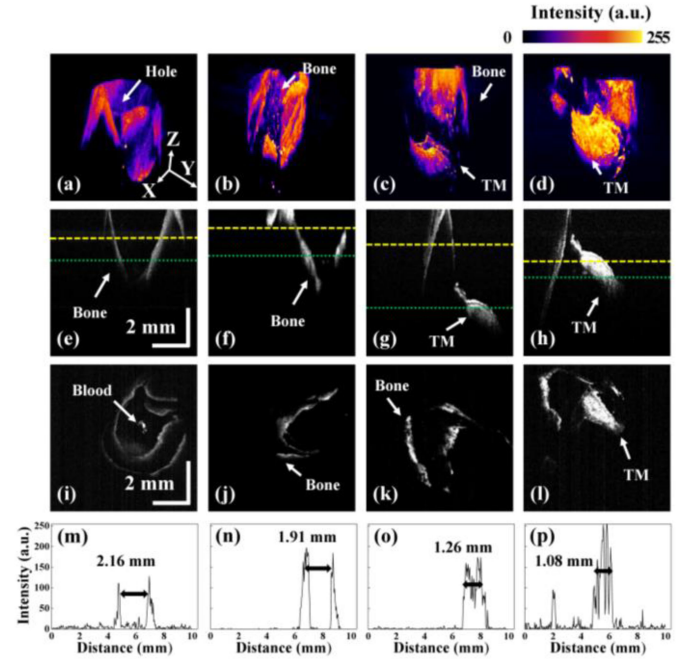 Intensity (a.u.)
0 255
Hole
Z
Y
X
(a)
Bone
(b)
Bone
TM
(c)
TM
(d)
Bone
2 mm
(e)
Bone
(f)
TM
(g)
TM
(h)
Blood
2 mm
(i)
Bone
(j)
Bone
(k)
TM
(l)
Intensity (a.u.)
250
200
150
100
50
0
(m)
2.16 mm
0 2 4 6 8 10
Distance (mm)
(n)
1.91 mm
0 2 4 6 8 10
Distance (mm)
(o)
1.26 mm
0 2 4 6 8 10
Distance (mm)
(p)
1.08 mm
0 2 4 6 8 10
Distance (mm)